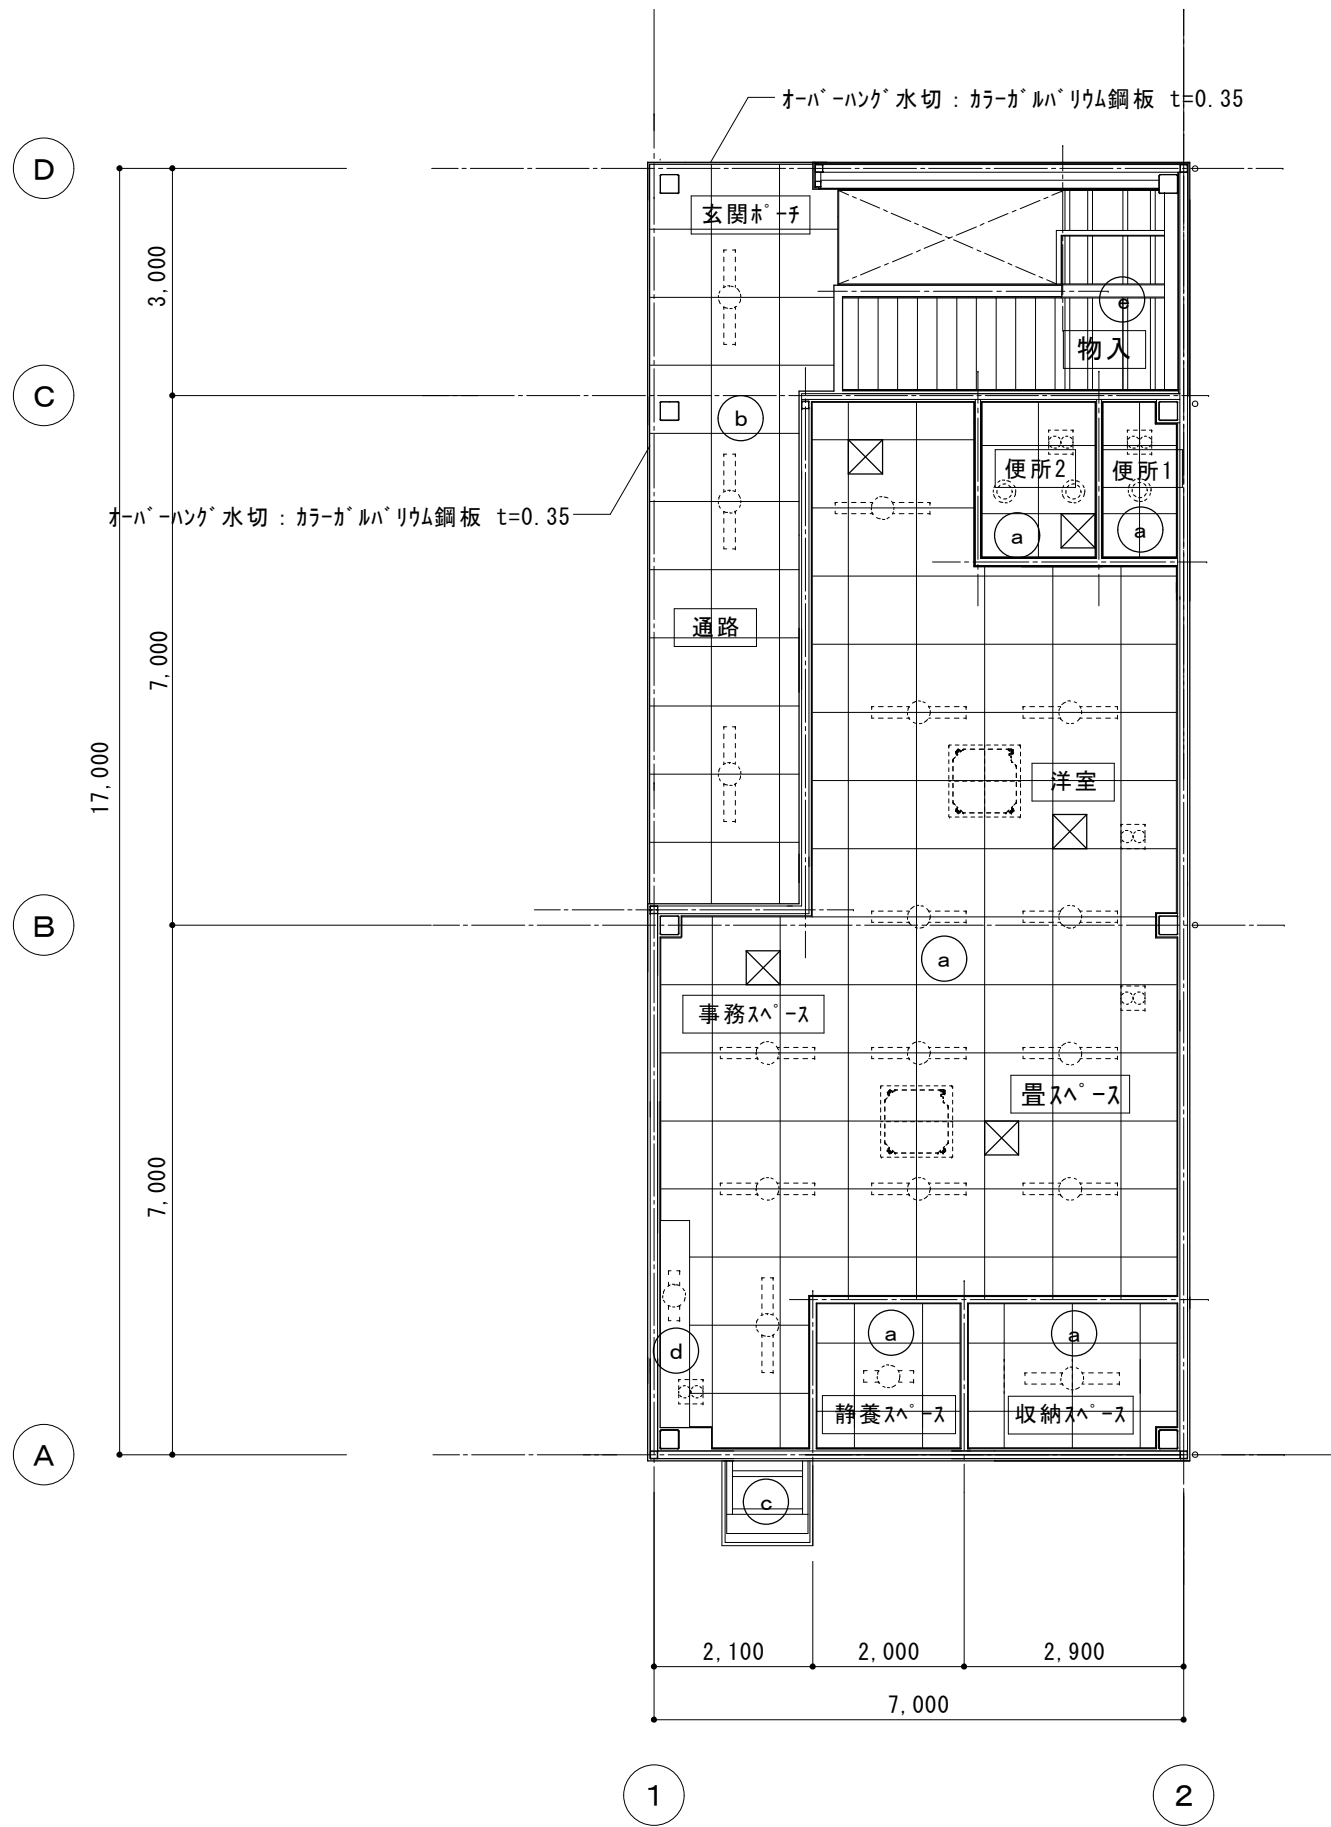 オーバーハング水切：カラーガルバリウム鋼板 t=0.35
D
玄関ポーチ
3,000
e
物入
C
b
便所2
便所1
オーバーハング水切：カラーガルバリウム鋼板 t=0.35
a
a
通路
7,000
17,000
洋室
B
a
事務スペース
畳スペース
7,000
a
a
d
静養スペース
収納スペース
A
c
2,100
2,000
2,900
7,000
1
2